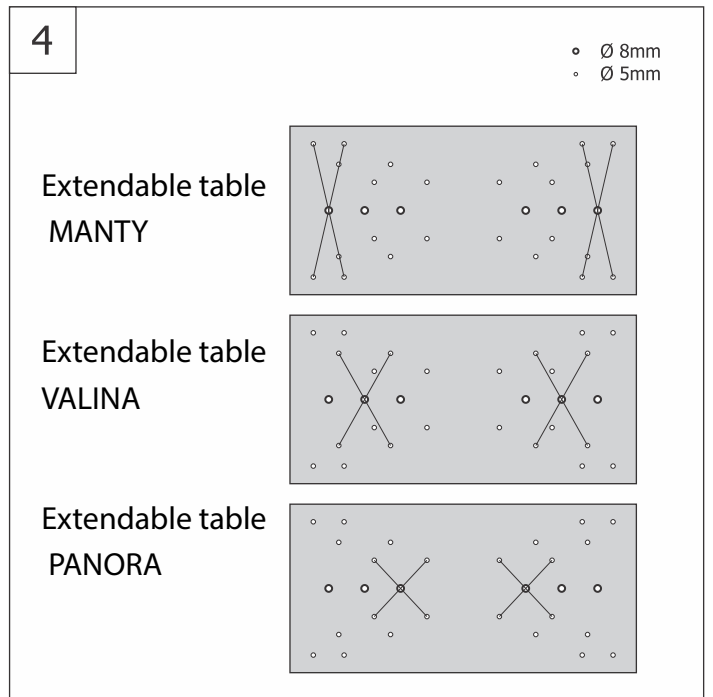 4
Ø 8mm
Ø 5mm
Extendable table
MANTY
Extendable table
VALINA
Extendable table
PANORA